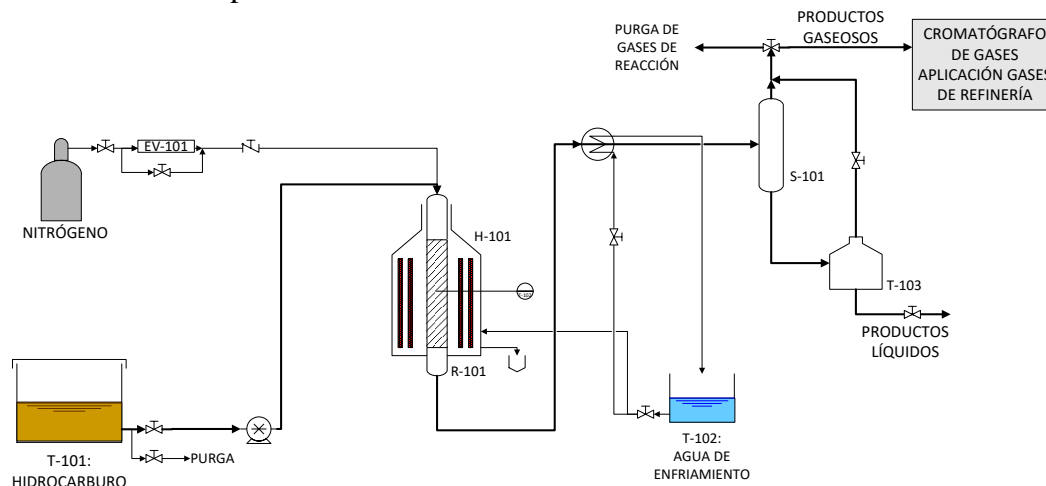 PURGA DE
GASES DE
REACCIÓN
PRODUCTOS
GASEOSOS
CROMATÓGRAFO
DE GASES
APLICACIÓN GASES
DE REFINERÍA
EV-101
NITRÓGENO
H-101
S-101
T-103
R-101
PRODUCTOS
LÍQUIDOS
T-101:
HIDROCARBURO
PURGA
T-102:
AGUA DE
ENFRIAMIENTO